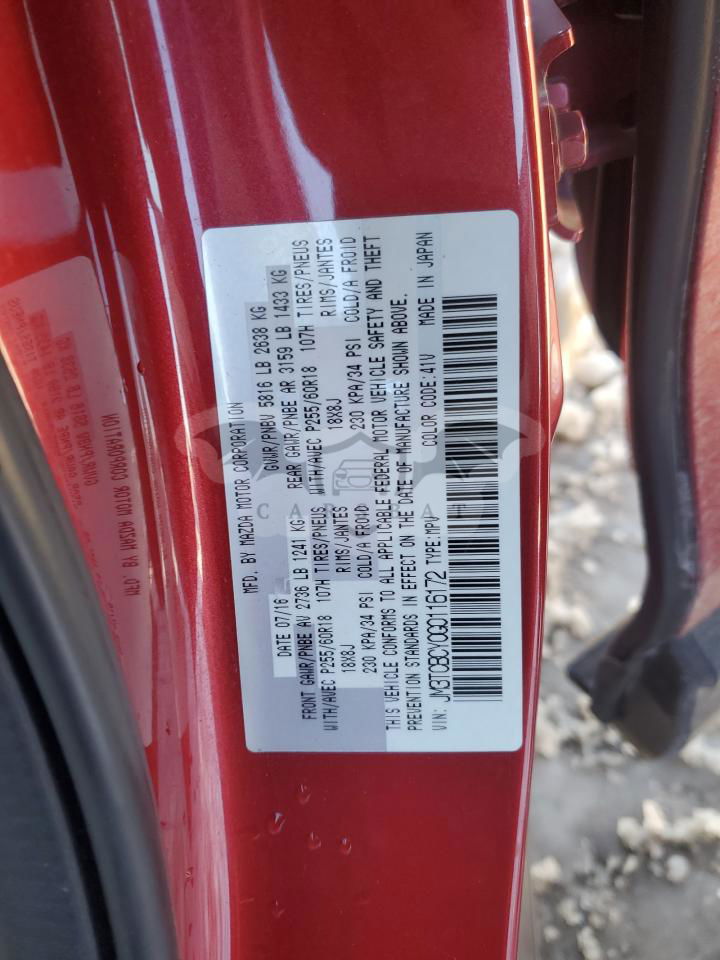 MFD. BY MAZDA MOTOR CORPORATION
DATE 07/16 GVWR/PNBV 5816 LB 2638 KG
FRONT GAWR/PNBE AV 2736 LB 1241 KG REAR GAWR/PNBE AR 3159 LB 1433 KG
WITH/AVEC P255/60R18 107H TIRES/PNEUS WITH/AVEC P255/60R18 107H TIRES/PNEUS
18X8J RIMS/JANTES 18X8J RIMS/JANTES
230 KPA/34 PSI COLD/A FROID 230 KPA/34 PSI COLD/A FROID
THIS VEHICLE CONFORMS TO ALL APPLICABLE FEDERAL MOTOR VEHICLE SAFETY AND THEFT
PREVENTION STANDARDS IN EFFECT ON THE DATE OF MANUFACTURE SHOWN ABOVE.
VIN: JM3TCBCY0G0116172 TYPE:MPV COLOR CODE:41V MADE IN JAPAN